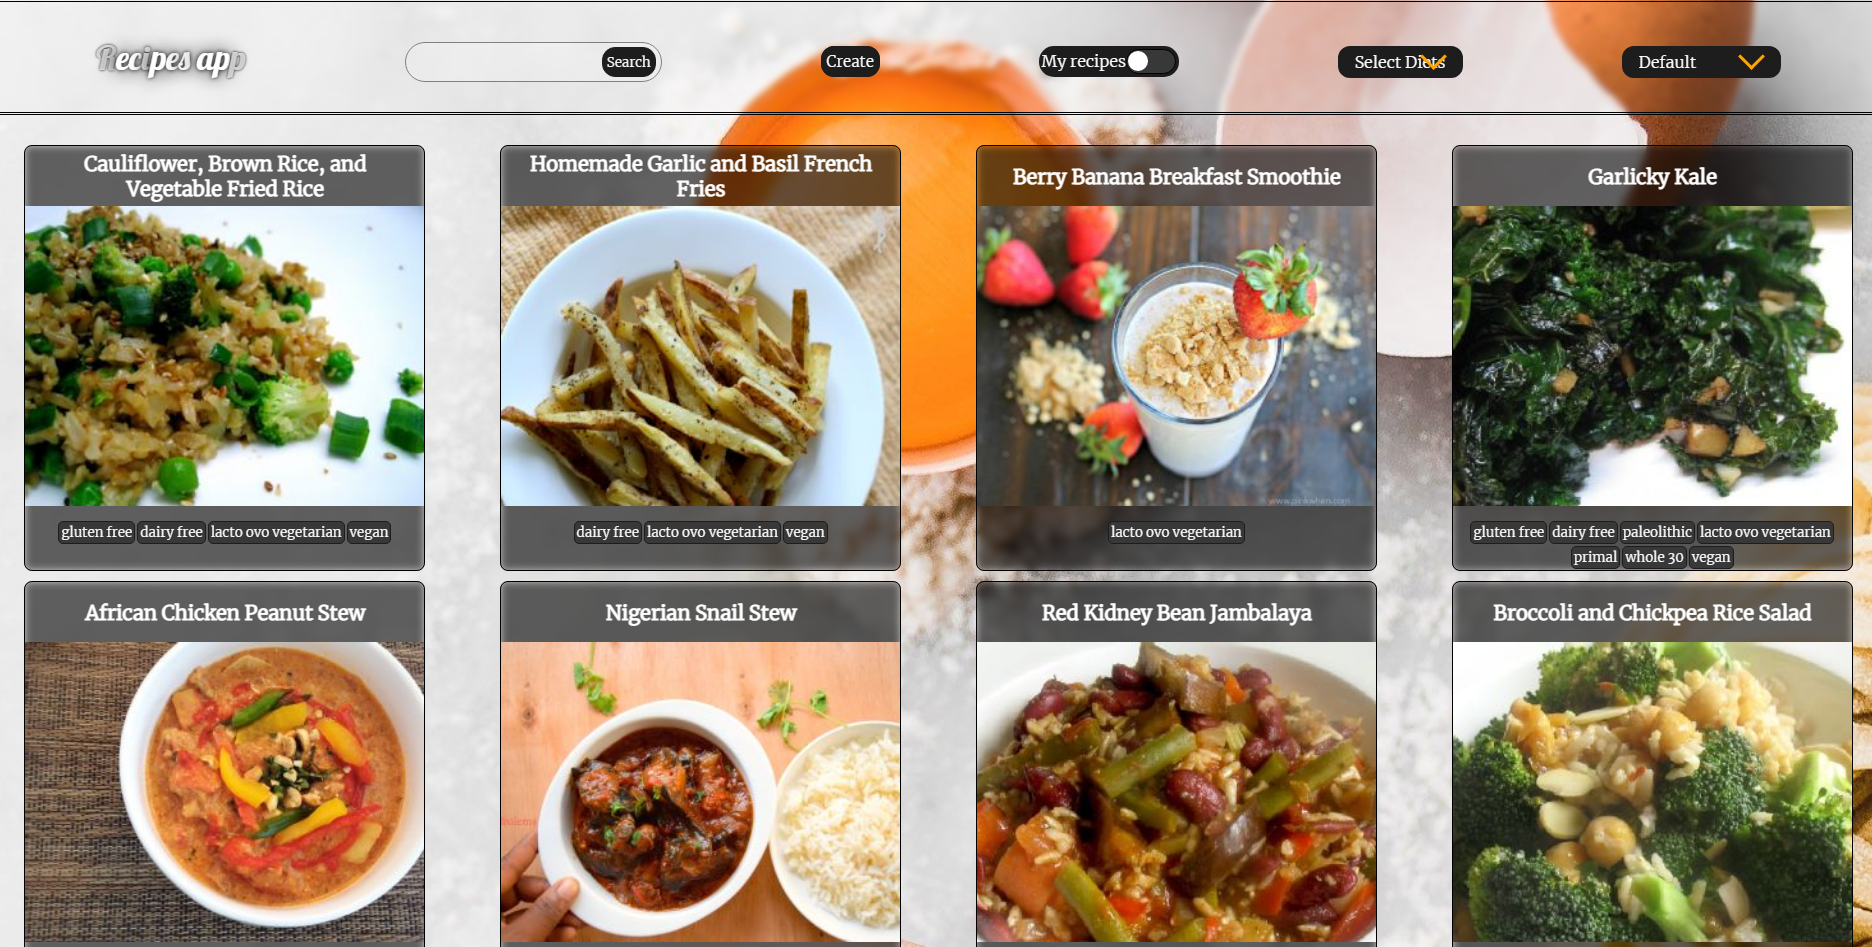 Recipes app
Search
Create
My recipes
Select Diets
Default
Cauliflower, Brown Rice, and
Vegetable Fried Rice
Homemade Garlic and Basil French
Fries
Berry Banana Breakfast Smoothie
Garlicky Kale
www.pinkwhen.com
gluten free dairy free lacto ovo vegetarian vegan
dairy free lacto ovo vegetarian vegan
lacto ovo vegetarian
gluten free dairy free paleolithic lacto ovo vegetarian
primal whole 30 vegan
African Chicken Peanut Stew
Nigerian Snail Stew
Red Kidney Bean Jambalaya
Broccoli and Chickpea Rice Salad